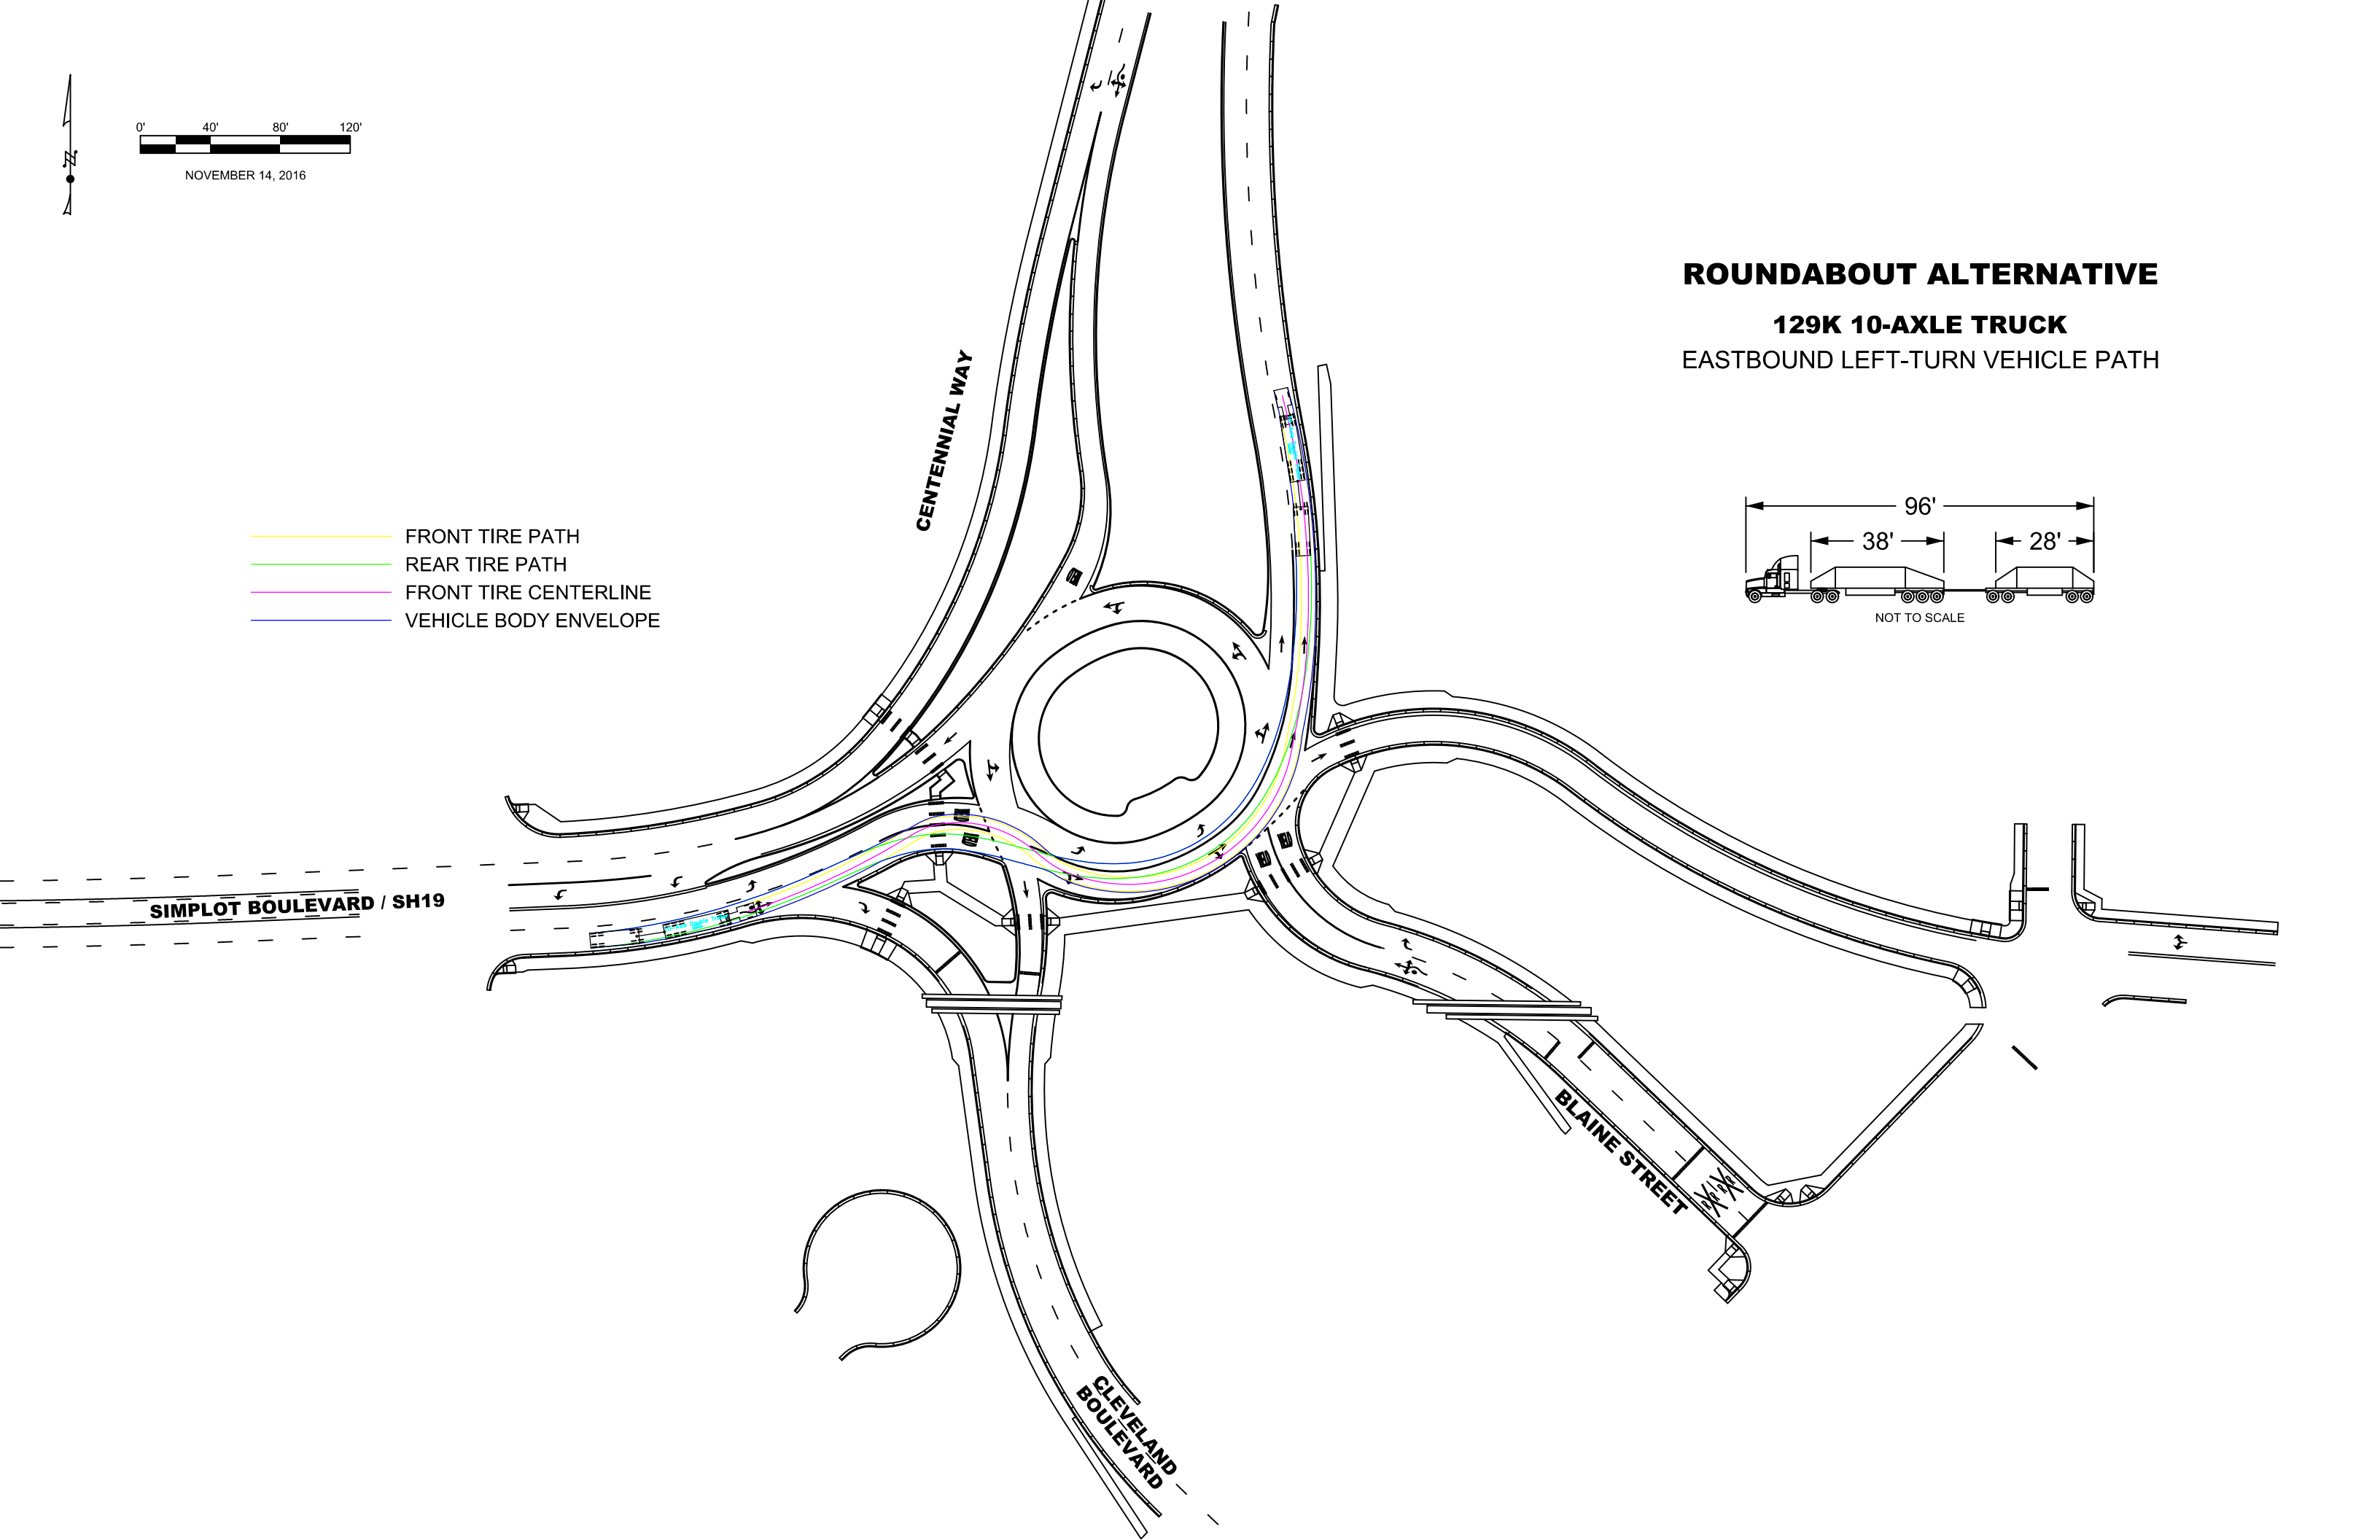 0' 40' 80' 120'
NOVEMBER 14, 2016
ROUNDABOUT ALTERNATIVE
129K 10-AXLE TRUCK
EASTBOUND LEFT-TURN VEHICLE PATH
CENTENNIAL WAY
96'
38' 28'
NOT TO SCALE
FRONT TIRE PATH
REAR TIRE PATH
FRONT TIRE CENTERLINE
VEHICLE BODY ENVELOPE
SIMPLOT BOULEVARD / SH19
BLAINE STREET
CLEVELAND
BOULEVARD